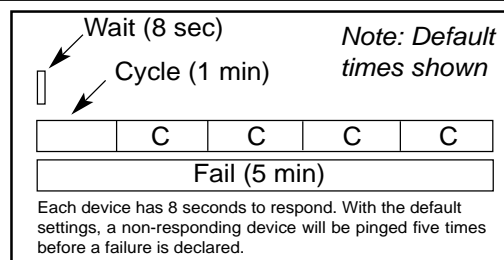 Wait (8 sec)
Note: Default
times shown
Cycle (1 min)
C C C C
Fail (5 min)
Each device has 8 seconds to respond. With the default
settings, a non-responding device will be pinged five times
before a failure is declared.